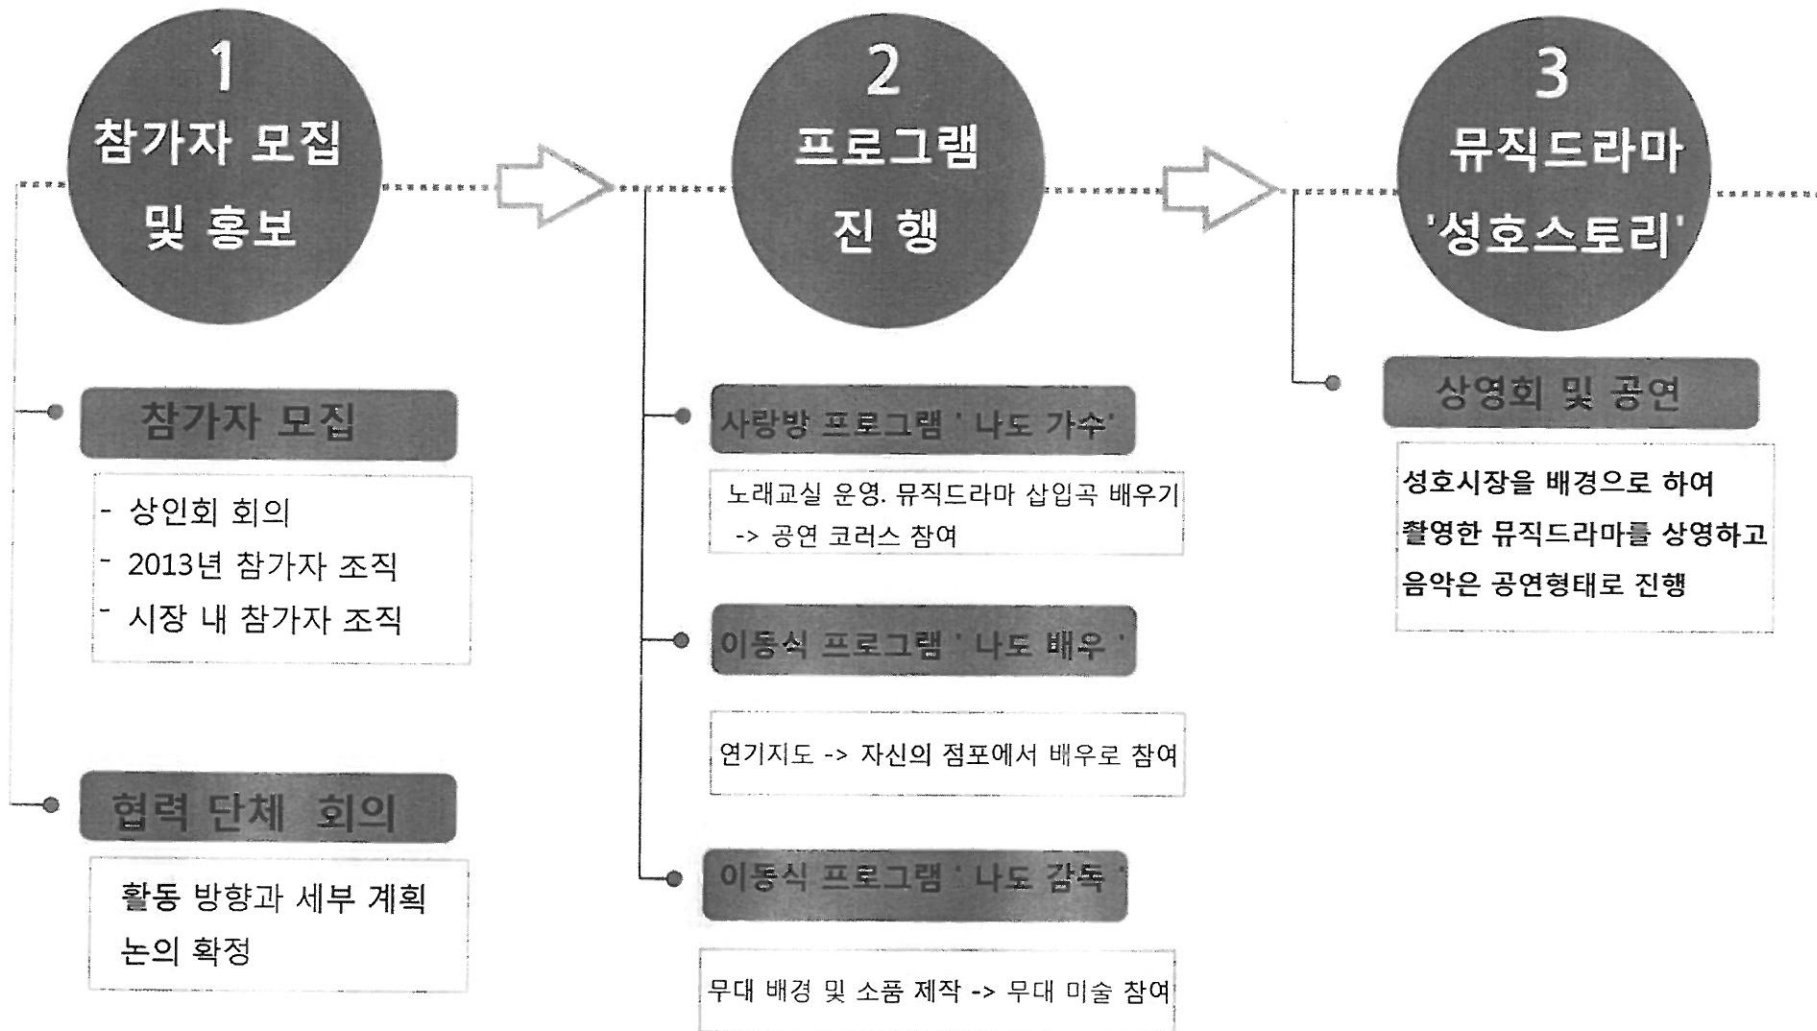 1
참가자 모집
및 홍보
참가자 모집
- 상인회 회의
- 2013년 참가자 조직
- 시장 내 참가자 조직
협력 단체 회의
활동 방향과 세부 계획
논의 확정
2
프로그램
진 행
사랑방 프로그램 ' 나도 가수'
노래교실 운영. 뮤직드라마 삽입곡 배우기
-> 공연 코러스 참여
이동식 프로그램 ' 나도 배우 '
연기지도 -> 자신의 점포에서 배우로 참여
이동식 프로그램 ' 나도 감독 '
무대 배경 및 소품 제작 -> 무대 미술 참여
3
뮤직드라마
'성호스토리'
상영회 및 공연
성호시장을 배경으로 하여
촬영한 뮤직드라마를 상영하고
음악은 공연형태로 진행